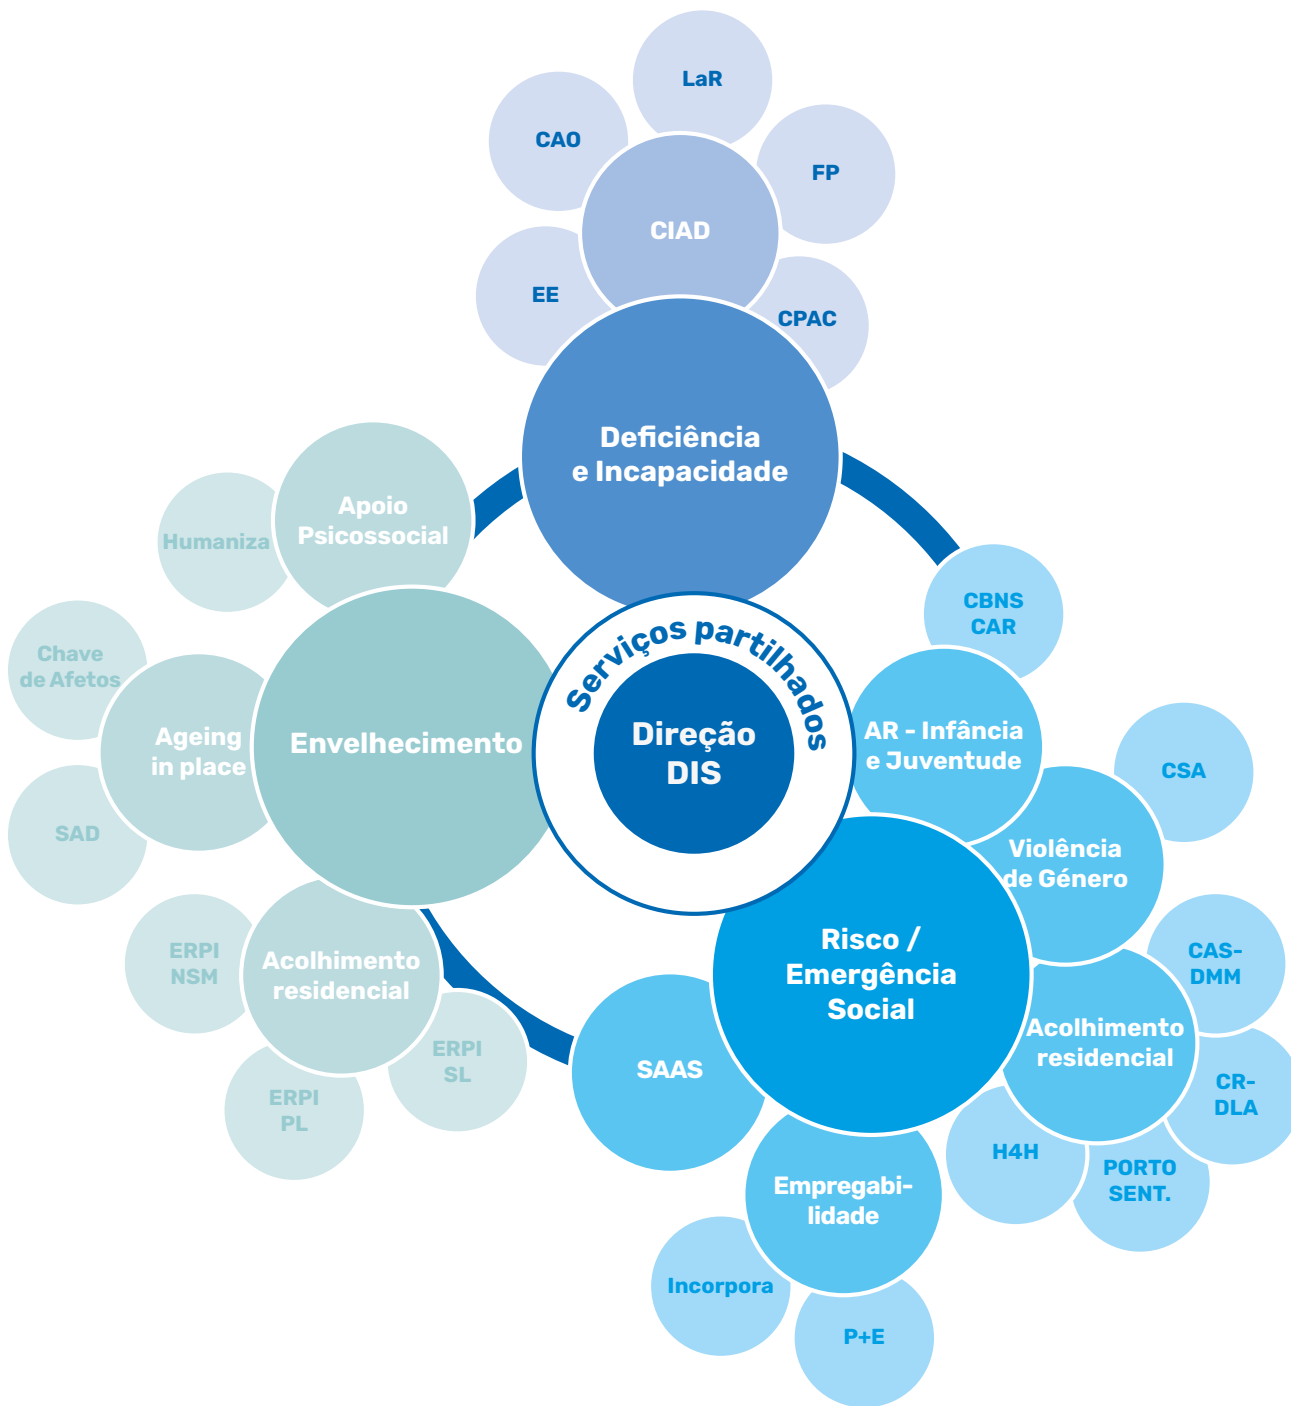 LaR
CAO
FP
CIAD
EE
CPAC
Deficiência
e Incapacidade
Apoio
Psicossocial
Humaniza
Chave
de Afetos
Ageing
in place
SAD
Envelhecimento
ERPI
NSM
Acolhimento
residencial
ERPI
SL
ERPI
PL
Serviços partilhados
Direção
DIS
CBNS
CAR
AR - Infância
e Juventude
CSA
Violência
de Género
Risco /
Emergência
Social
CAS-
DMM
Acolhimento
residencial
CR-
DLA
H4H
PORTO
SENT.
SAAS
Empregabi-
lidade
Incorpora
P+E